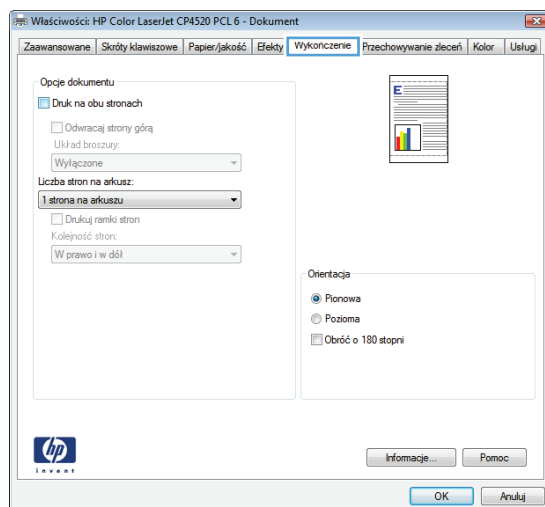 Właściwości: HP Color LaserJet CP4520 PCL 6 - Dokument
Zaawansowane Skróty klawiszowe Papier/jakość Efekty Wykończenie Przechowywanie zleceń Kolor Usługi
Opcje dokumentu
Druk na obu stronach
Odwracaj strony górą
Układ broszury:
Wyłączone
Liczba stron na arkusz:
1 strona na arkuszu
Drukuj ramki stron
Kolejność stron:
W prawo i w dół
E
Orientacja
Pionowa
Pozioma
Obróć o 180 stopni
hp
invent
Informacje... Pomoc
OK Anuluj